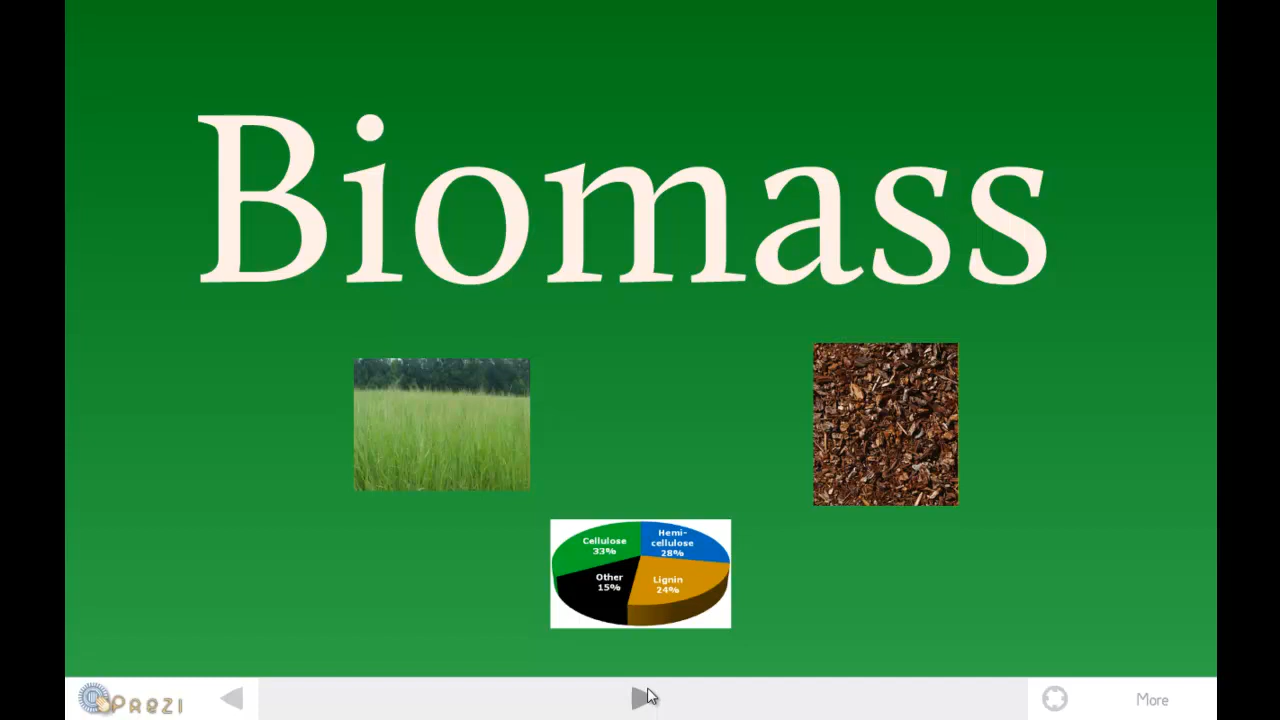 Biomass
Cellulose
33%
Hemi-
cellulose
28%
Other
15%
Lignin
24%
Prezi
More